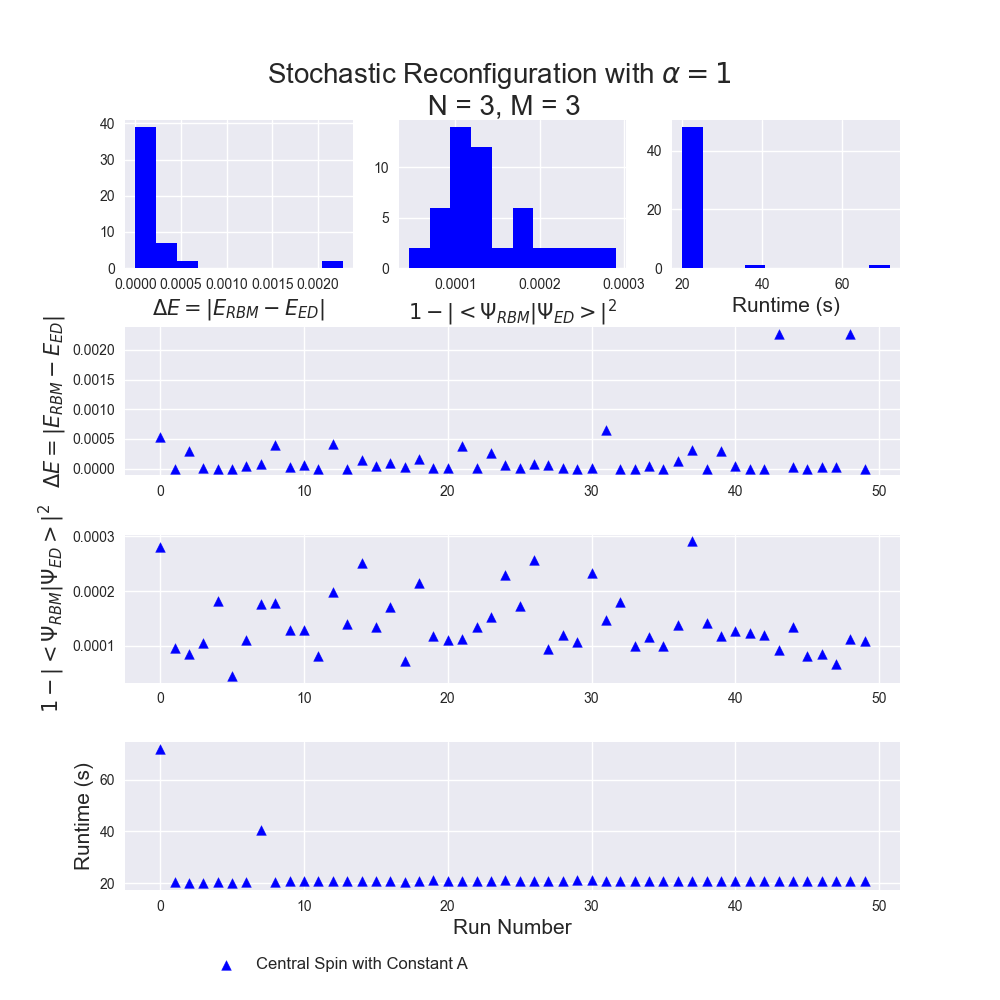 Stochastic Reconfiguration with α = 1
N = 3, M = 3
40
30
20
10
0
0.0000 0.0005 0.0010 0.0015 0.0020
ΔE = |E_RBM − E_ED|
10
5
0
0.0001 0.0002 0.0003
1 − | < Ψ_RBM|Ψ_ED > |²
40
20
0
20 40 60
Runtime (s)
ΔE = |E_RBM − E_ED|
0.0020
0.0015
0.0010
0.0005
0.0000
0 10 20 30 40 50
1 − | < Ψ_RBM|Ψ_ED > |²
0.0003
0.0002
0.0001
0 10 20 30 40 50
Runtime (s)
60
40
20
0 10 20 30 40 50
Run Number
Central Spin with Constant A